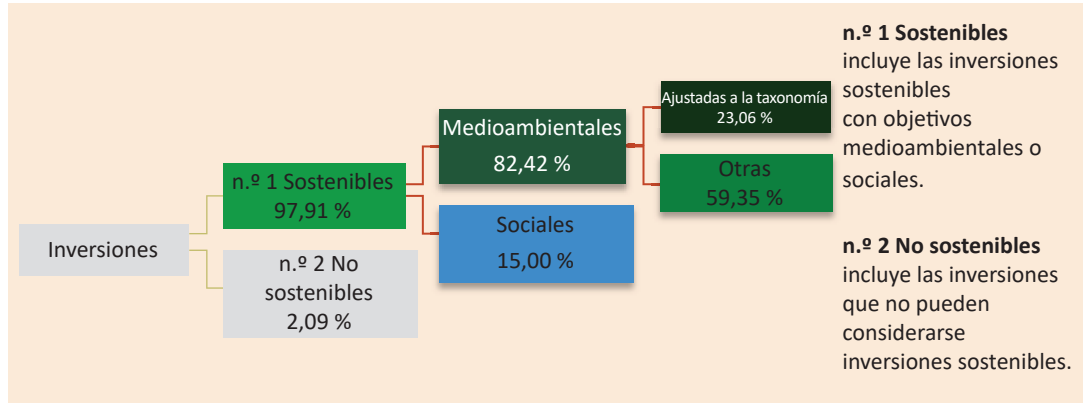 Inversiones
n.º 1 Sostenibles
97,91 %
n.º 2 No
sostenibles
2,09 %
Medioambientales
82,42 %
Sociales
15,00 %
Ajustadas a la taxonomía
23,06 %
Otras
59,35 %
n.º 1 Sostenibles
incluye las inversiones
sostenibles
con objetivos
medioambientales o
sociales.
n.º 2 No sostenibles
incluye las inversiones
que no pueden
considerarse
inversiones sostenibles.